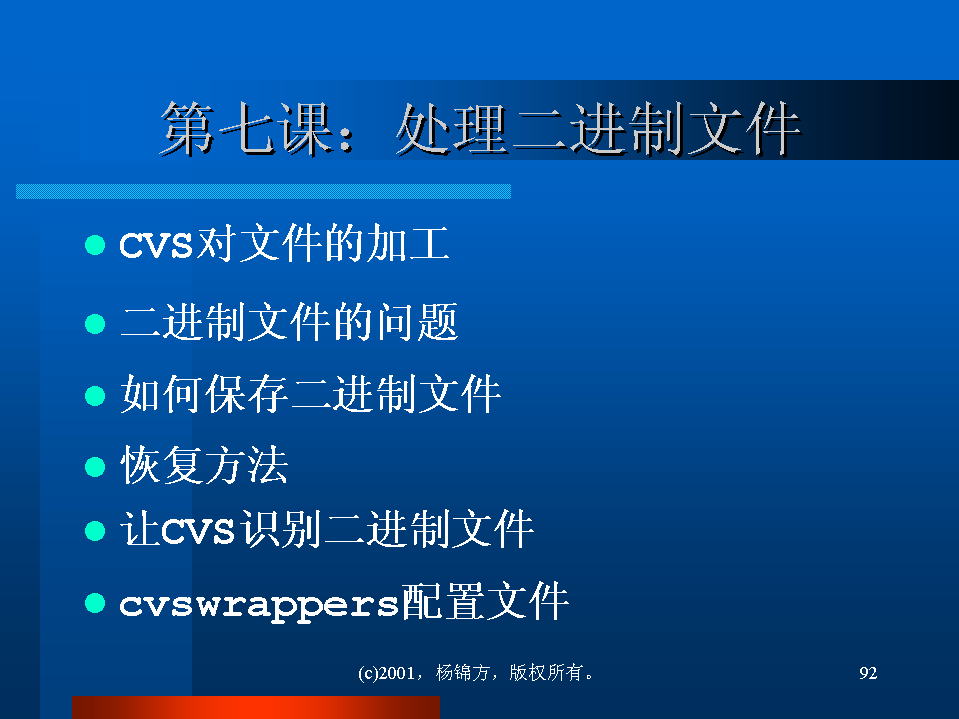 第七课：处理二进制文件
CVS对文件的加工
二进制文件的问题
如何保存二进制文件
恢复方法
让CVS识别二进制文件
cvswrappers配置文件
(c)2001，杨锦方，版权所有。
92